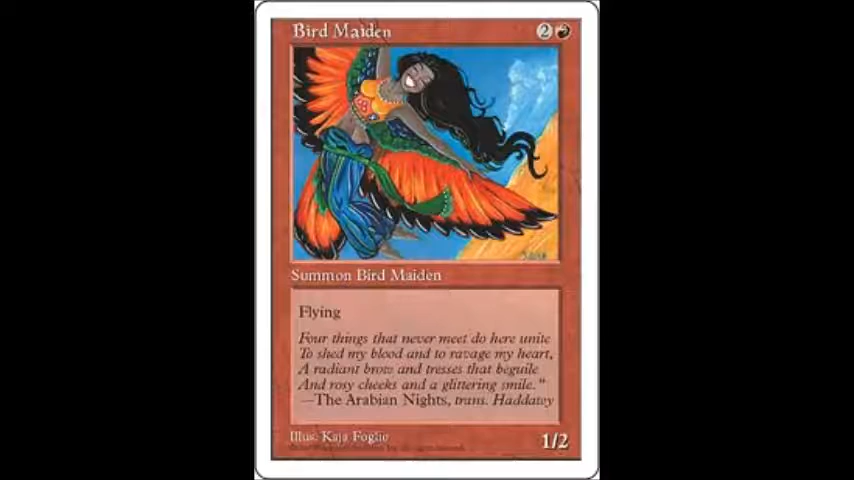 Bird Maiden
2
Summon Bird Maiden
Flying
Four things that never meet do here unite
To shed my blood and to ravage my heart,
A radiant brow and tresses that beguile
And rosy cheeks and a glittering smile."
—The Arabian Nights, trans. Haddawy
Illus. Kaja Foglio
1/2